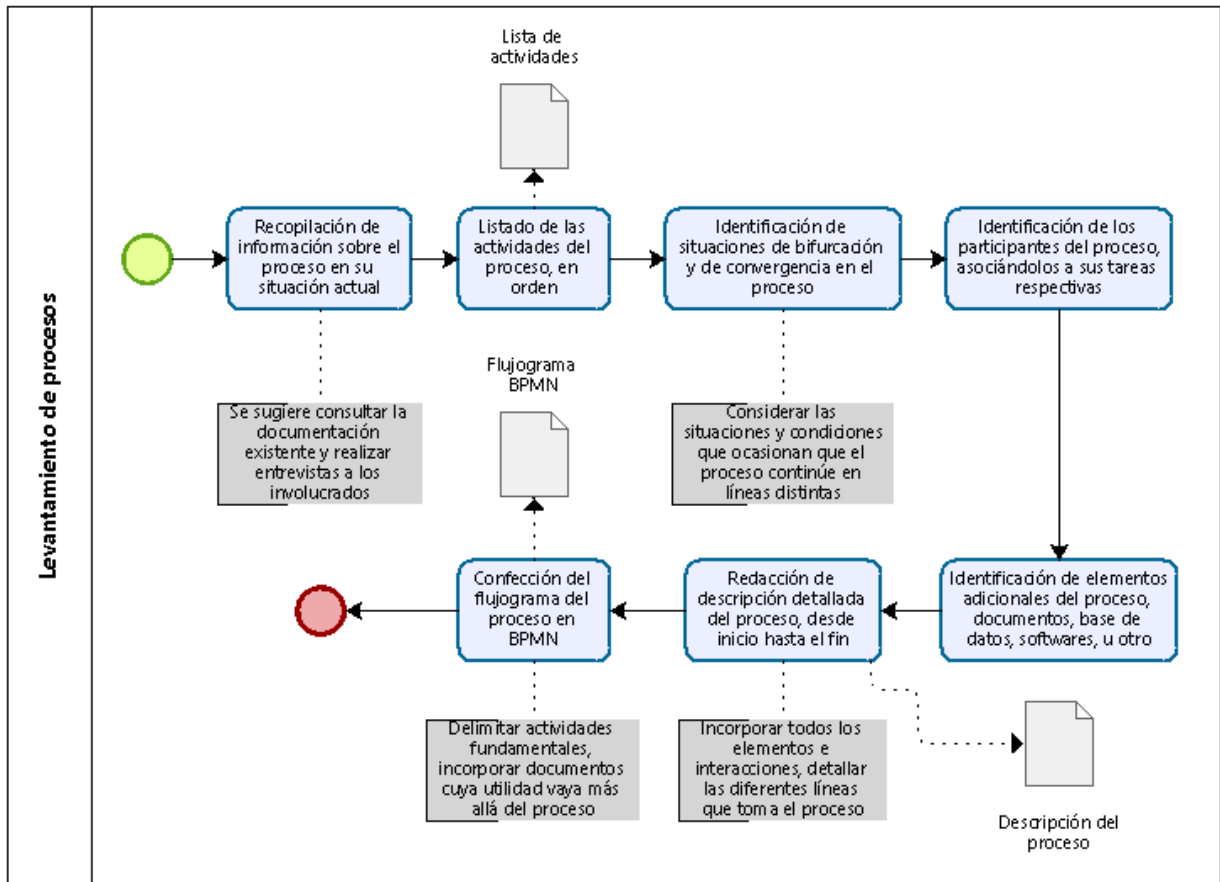 Levantamiento de procesos
Lista de
actividades
Recopilación de
información sobre el
proceso en su
situación actual
Listado de las
actividades del
proceso, en
orden
Identificación de
situaciones de bifurcación
y de convergencia en el
proceso
Identificación de los
participantes del proceso,
asociándolos a sus tareas
respectivas
Se sugiere consultar la
documentación
existente y realizar
entrevistas a los
involucrados
Flujograma
BPMN
Considerar las
situaciones y condiciones
que ocasionan que el
proceso continúe en
líneas distintas
Confección del
flujograma del
proceso en
BPMN
Redacción de
descripción detallada
del proceso, desde
inicio hasta el fin
Identificación de elementos
adicionales del proceso,
documentos, base de
datos, softwares, u otro
Delimitar actividades
fundamentales,
incorporar documentos
cuya utilidad vaya más
allá del proceso
Incorporar todos los
elementos e
interacciones, detallar
las diferentes líneas
que toma el proceso
Descripción del
proceso